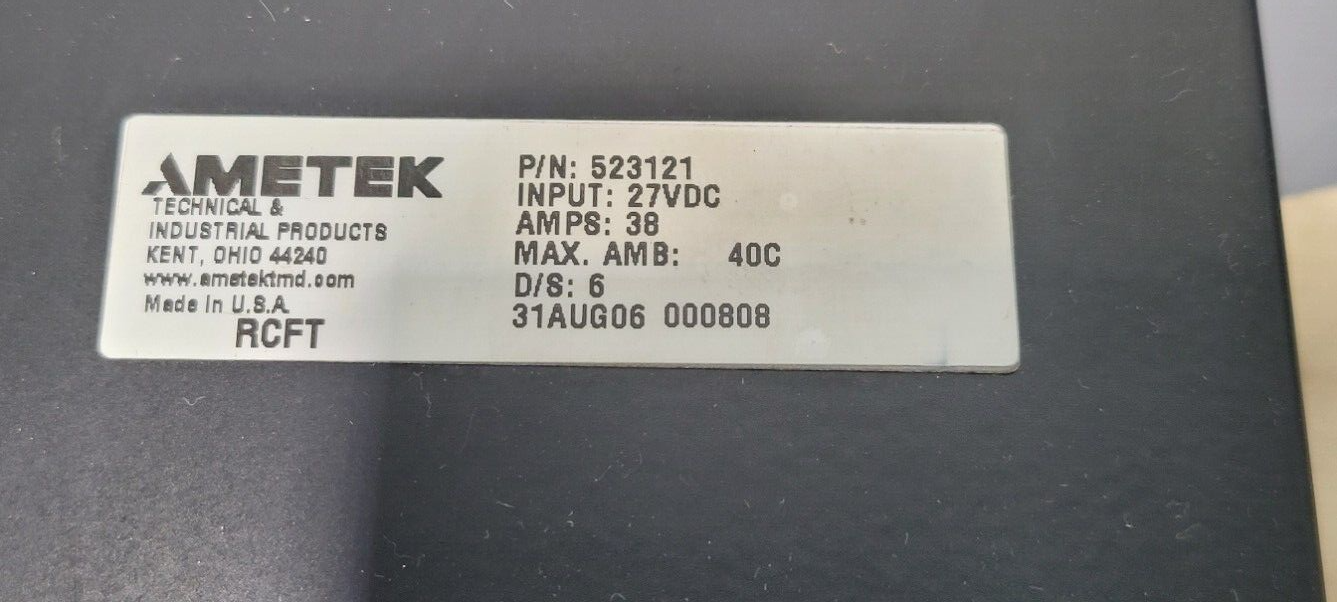 AMETEK
TECHNICAL &
INDUSTRIAL PRODUCTS
KENT, OHIO 44240
www.ametektmd.com
Made in U.S.A.
RCFT
P/N: 523121
INPUT: 27VDC
AMPS: 38
MAX. AMB: 40C
D/S: 6
31AUG06 000808